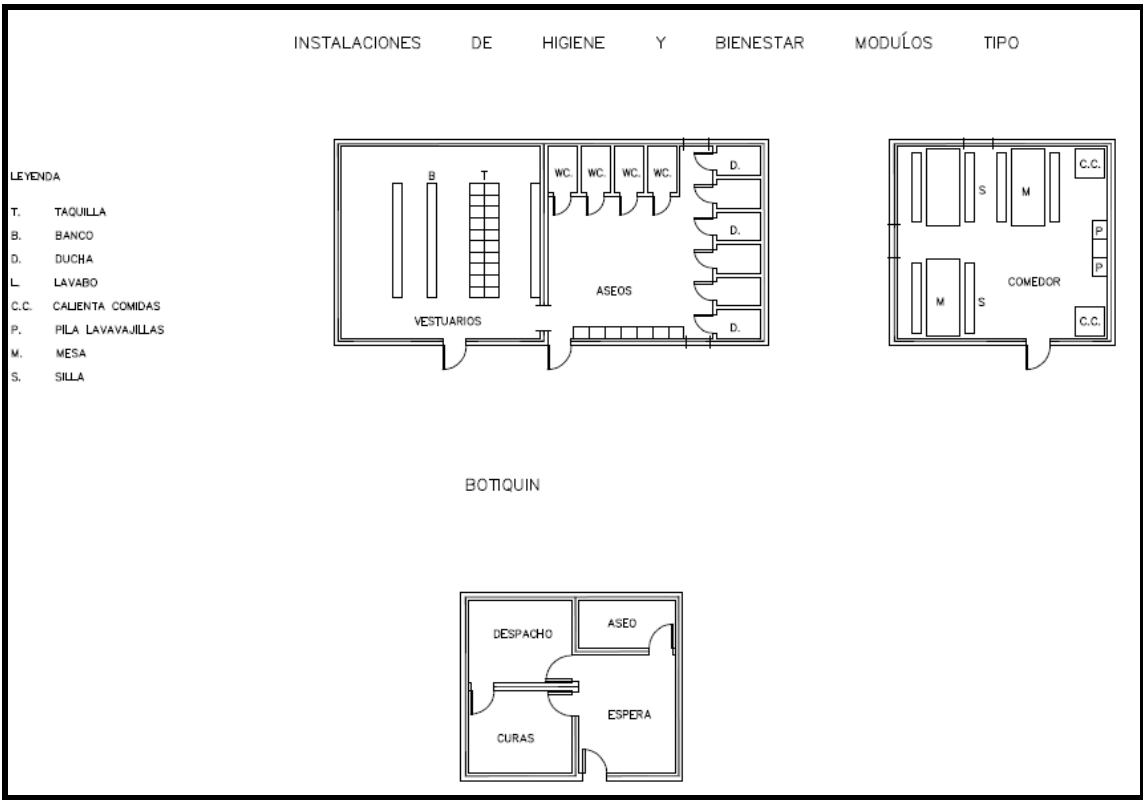 INSTALACIONES DE HIGIENE Y BIENESTAR MODUĹOS TIPO
LEYENDA
T. TAQUILLA
B. BANCO
D. DUCHA
L. LAVABO
C.C. CALIENTA COMIDAS
P. PILA LAVAVAJILLAS
M. MESA
S. SILLA
B T
WC. WC. WC. WC.
D.
D.
D.
ASEOS
VESTUARIOS
C.C.
S M
P
P
COMEDOR
M S
C.C.
BOTIQUIN
DESPACHO
ASEO
ESPERA
CURAS